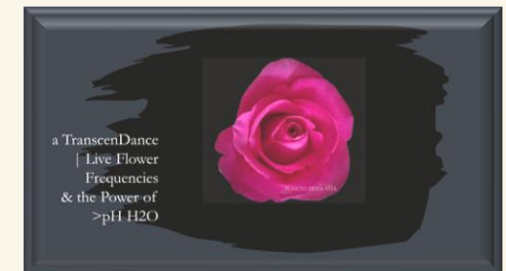 a TranscenDance
| Live Flower
Frequencies
& the Power of
>pH H2O